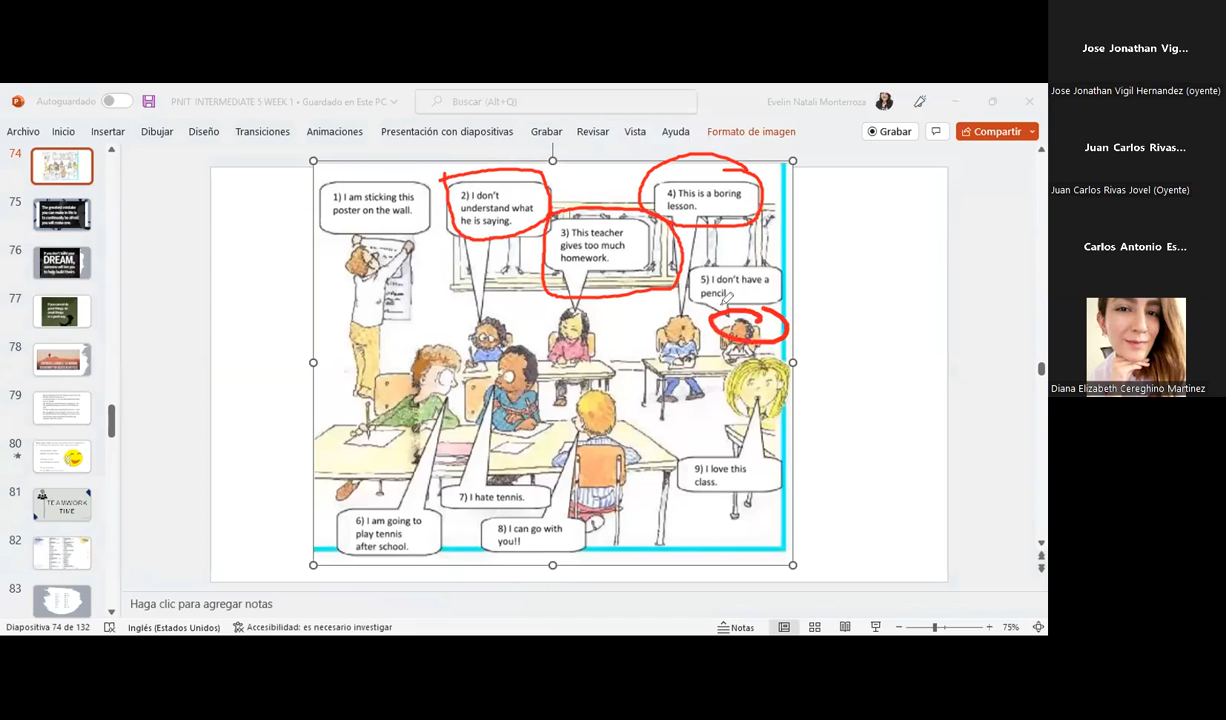 Jose Jonathan Vig...
Jose Jonathan Vigil Hernandez (oyente)
Juan Carlos Rivas...
Juan Carlos Rivas Jovel (Oyente)
Carlos Antonio Es...
Diana Elizabeth Cereghino Martinez
Autoguardado
PNIT INTERMEDIATE 5 WEEK 1 • Guardado en Este PC
Buscar (Alt+Q)
Evelin Natali Monterroza
Archivo Inicio Insertar Dibujar Diseño Transiciones Animaciones Presentación con diapositivas Grabar Revisar Vista Ayuda Formato de imagen
Grabar
Compartir
74
75
76
77
78
79
80
81
TEAMWORK
TIME
82
83
1) I am sticking this
poster on the wall.
2) I don't
understand what
he is saying.
3) This teacher
gives too much
homework.
4) This is a boring
lesson.
5) I don't have a
pencil.
6) I am going to
play tennis
after school.
7) I hate tennis.
8) I can go with
you!!
9) I love this
class.
Haga clic para agregar notas
Diapositiva 74 de 132
Inglés (Estados Unidos)
Accesibilidad: es necesario investigar
Notas
75%